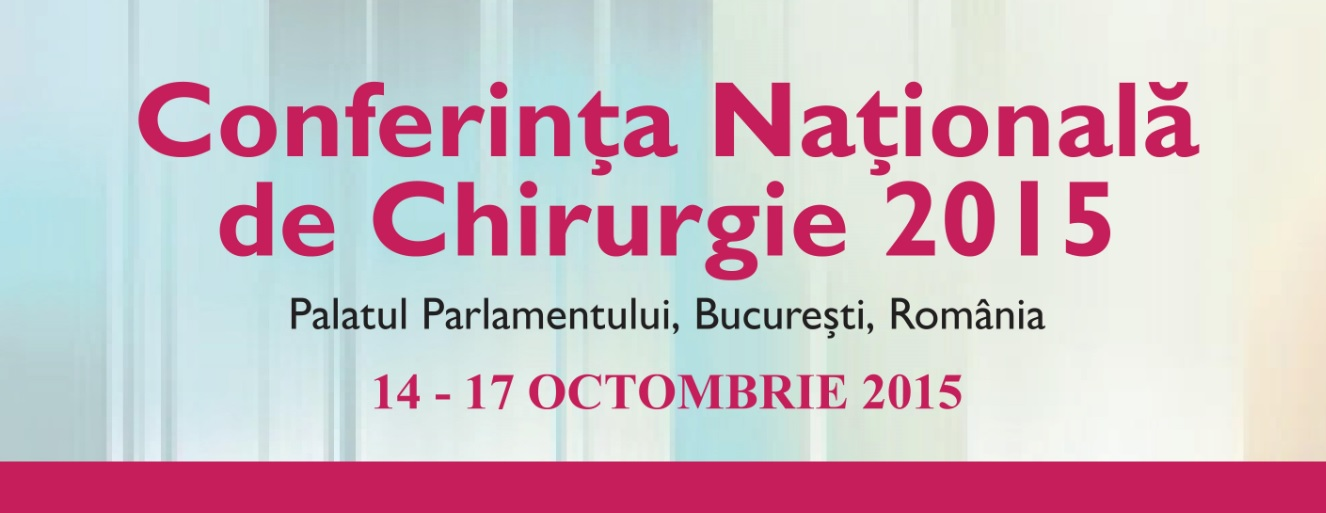 Conferința Națională
de Chirurgie 2015
Palatul Parlamentului, București, România
14 - 17 OCTOMBRIE 2015